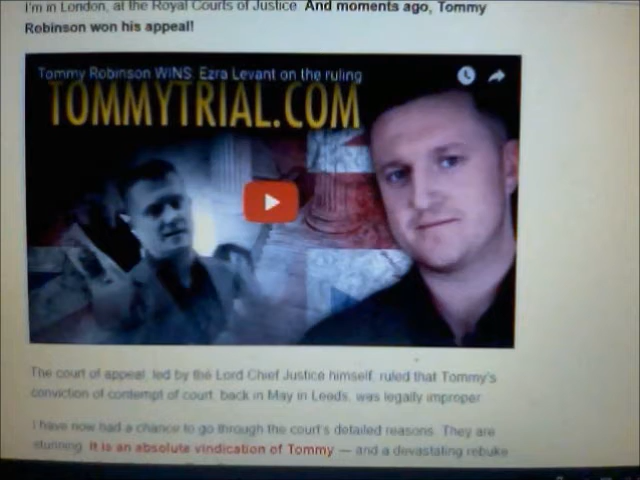 I'm in London, at the Royal Courts of Justice. And moments ago, Tommy
Robinson won his appeal!
Tommy Robinson WINS: Ezra Levant on the ruling
TOMMYTRIAL.COM
The court of appeal, led by the Lord Chief Justice himself, ruled that Tommy's
conviction of contempt of court, back in May in Leeds, was legally improper.
I have now had a chance to go through the court's detailed reasons. They are
stunning. It is an absolute vindication of Tommy — and a devastating rebuke